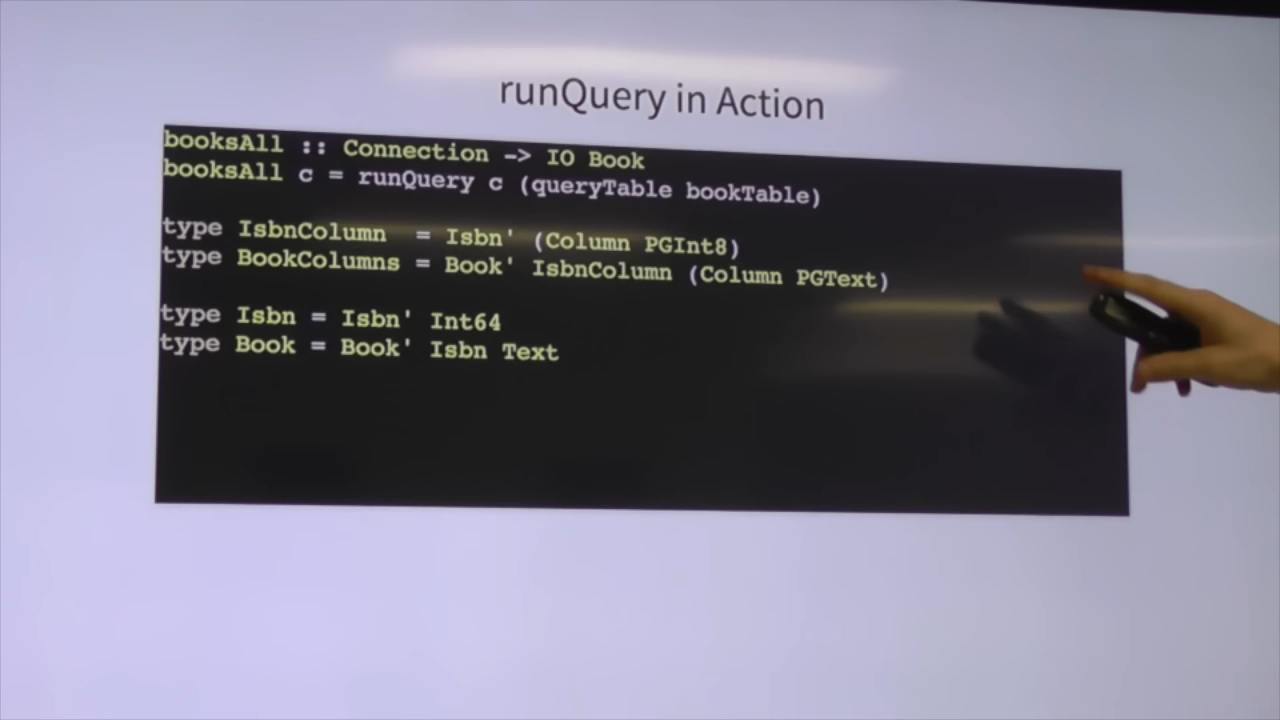 runQuery in Action
booksAll :: Connection -> IO Book
booksAll c = runQuery c (queryTable bookTable)
type IsbnColumn  = Isbn' (Column PGInt8)
type BookColumns = Book' IsbnColumn (Column PGText)
type Isbn = Isbn' Int64
type Book = Book' Isbn Text